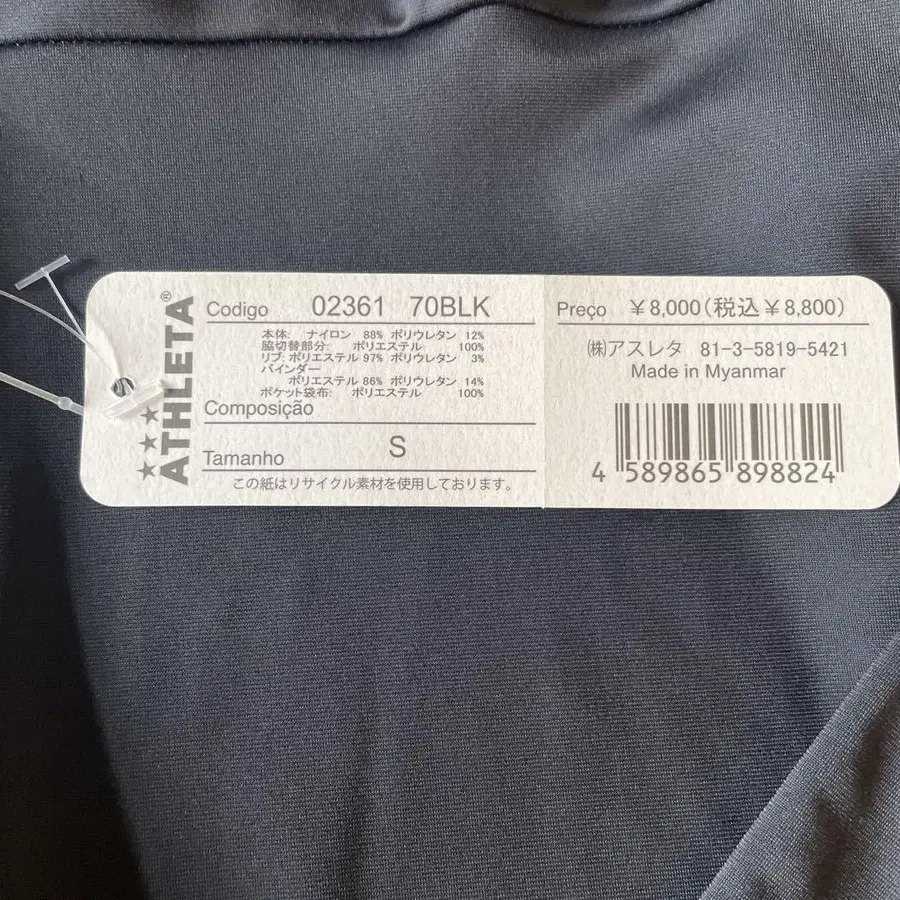 ATHLETA®
Codigo 02361 70BLK
本体: ナイロン 88% ポリウレタン 12%
脇切替部分: ポリエステル 100%
リブ: ポリエステル 97% ポリウレタン 3%
バインダー
ポリエステル 86% ポリウレタン 14%
ポケット袋布: ポリエステル 100%
Composição
Tamanho S
この紙はリサイクル素材を使用しております。
Preço ￥8,000(税込￥8,800)
㈱アスレタ 81-3-5819-5421
Made in Myanmar
4 589865 898824